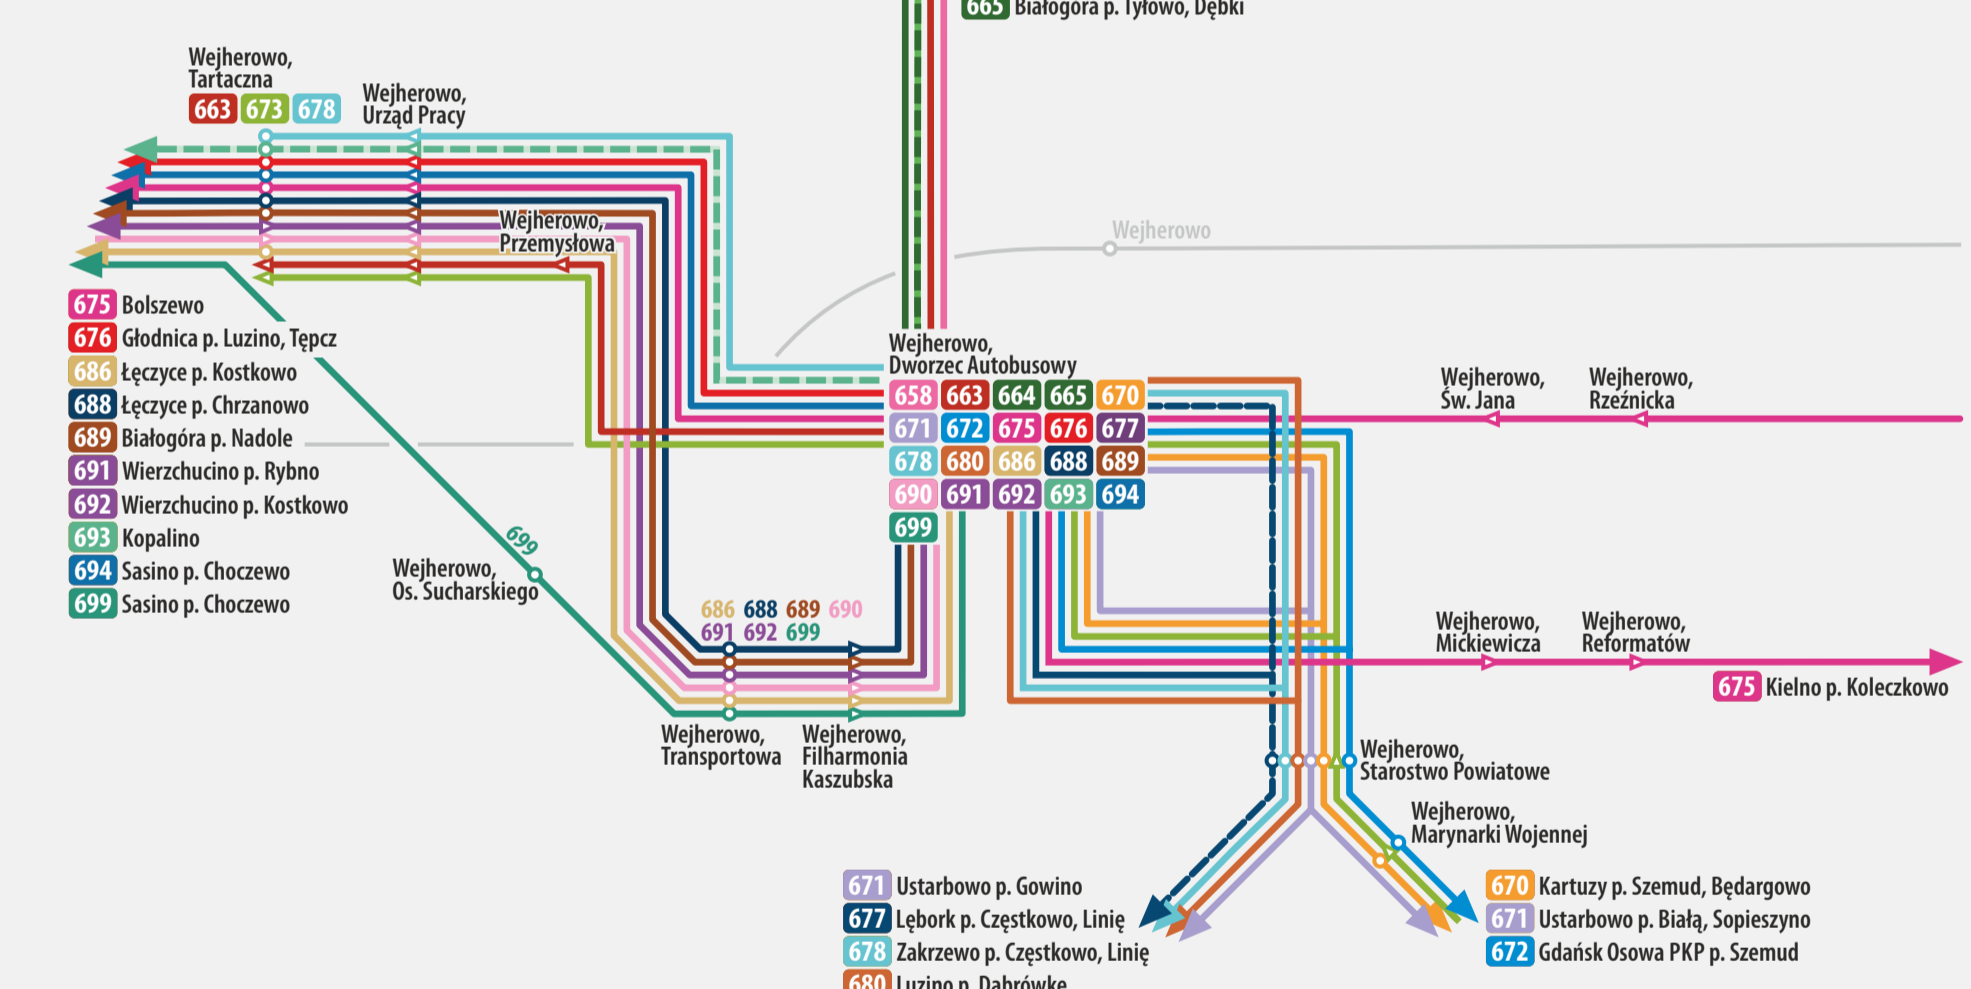 665 Białogóra p. Tyłowo, Dębki
Wejherowo,
Tartaczna
663 673 678
Wejherowo,
Urząd Pracy
Wejherowo,
Przemysłowa
Wejherowo
675 Bolszewo
676 Głodnica p. Luzino, Tępcz
686 Łęczyce p. Kostkowo
688 Łęczyce p. Chrzanowo
689 Białogóra p. Nadole
691 Wierzchucino p. Rybno
692 Wierzchucino p. Kostkowo
693 Kopalino
694 Sasino p. Choczewo
699 Sasino p. Choczewo
Wejherowo,
Dworzec Autobusowy
658 663 664 665 670
671 672 675 676 677
678 680 686 688 689
690 691 692 693 694
699
Wejherowo,
Św. Jana
Wejherowo,
Rzeźnicka
699
Wejherowo,
Os. Sucharskiego
686 688 689 690
691 692 699
Wejherowo,
Transportowa
Wejherowo,
Filharmonia
Kaszubska
Wejherowo,
Mickiewicza
Wejherowo,
Reformatów
675 Kielno p. Koleczkowo
Wejherowo,
Starostwo Powiatowe
Wejherowo,
Marynarki Wojennej
671 Ustarbowo p. Gowino
677 Lębork p. Częstkowo, Linię
678 Zakrzewo p. Częstkowo, Linię
680 Luzino p. Dąbrówkę
670 Kartuzy p. Szemud, Będargowo
671 Ustarbowo p. Białą, Sopieszyno
672 Gdańsk Osowa PKP p. Szemud